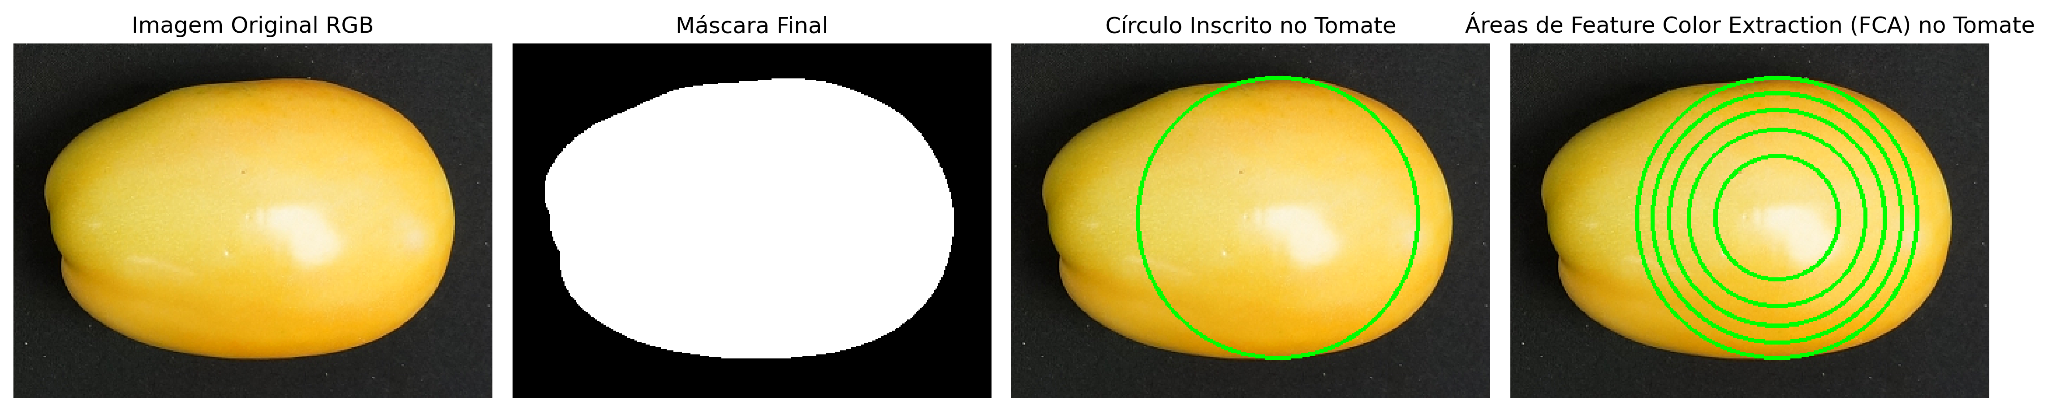 Imagem Original RGB
Máscara Final
Círculo Inscrito no Tomate
Áreas de Feature Color Extraction (FCA) no Tomate